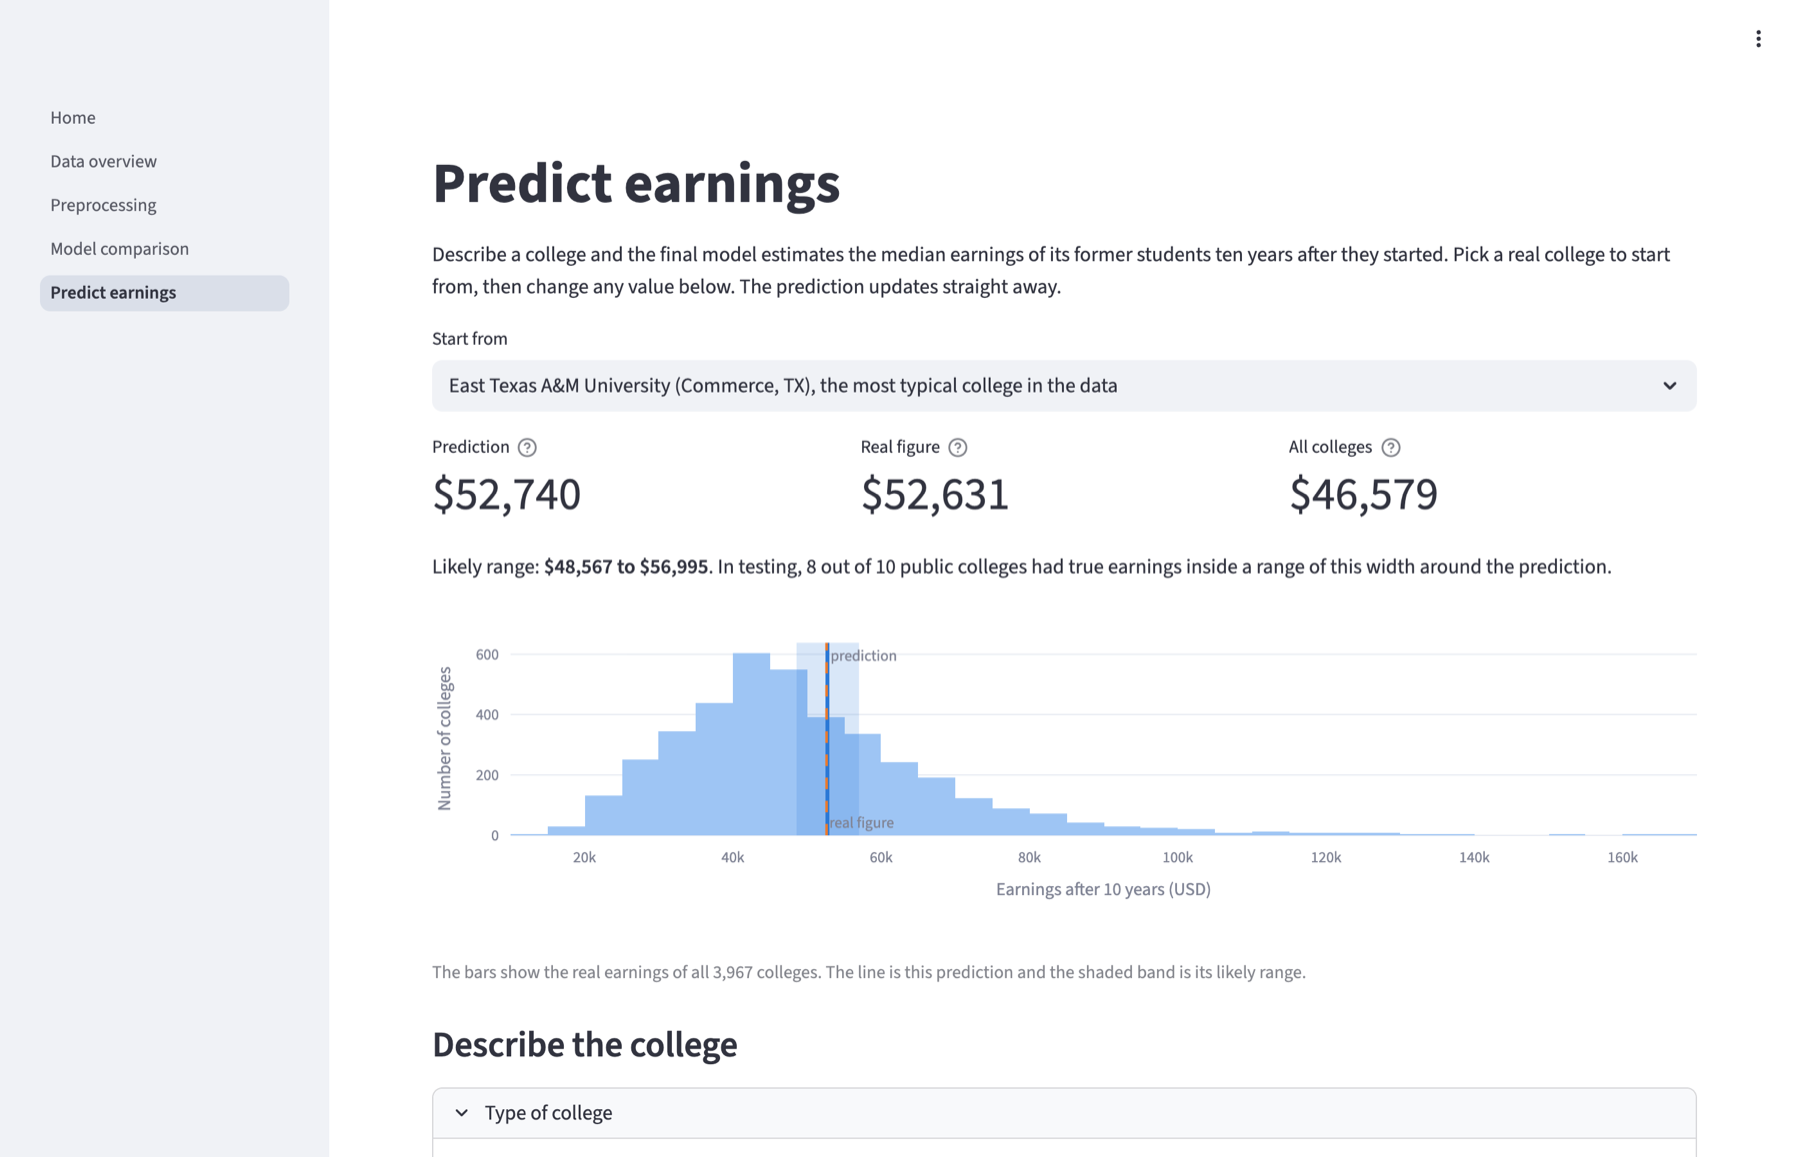 Home
Data overview
Preprocessing
Model comparison
Predict earnings
Predict earnings
Describe a college and the final model estimates the median earnings of its former students ten years after they started. Pick a real college to start
from, then change any value below. The prediction updates straight away.
Start from
East Texas A&M University (Commerce, TX), the most typical college in the data
Prediction
Real figure
All colleges
$52,740
$52,631
$46,579
Likely range: $48,567 to $56,995. In testing, 8 out of 10 public colleges had true earnings inside a range of this width around the prediction.
Number of colleges
600
400
200
0
prediction
real figure
20k
40k
60k
80k
100k
120k
140k
160k
Earnings after 10 years (USD)
The bars show the real earnings of all 3,967 colleges. The line is this prediction and the shaded band is its likely range.
Describe the college
Type of college